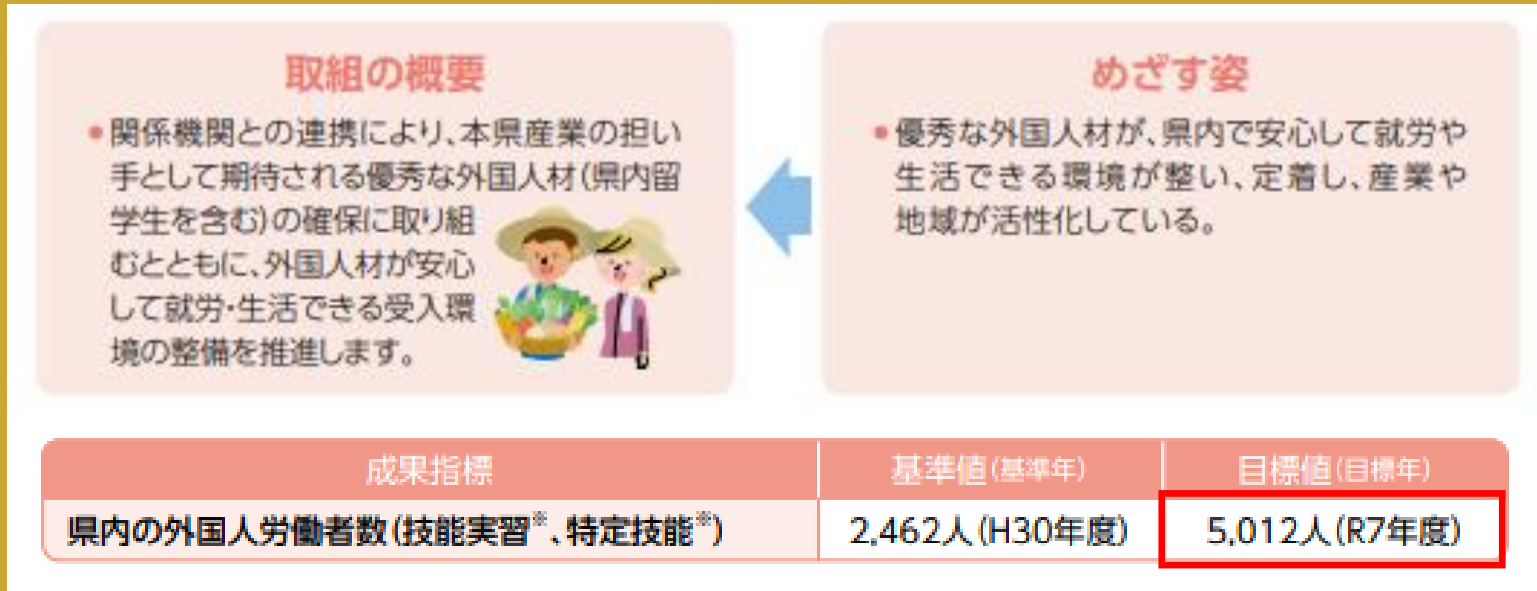 取組の概要
•関係機関との連携により、本県産業の担い
手として期待される優秀な外国人材(県内留
学生を含む)の確保に取り組
むとともに、外国人材が安心
して就労・生活できる受入環
境の整備を推進します。
めざす姿
•優秀な外国人材が、県内で安心して就労や
生活できる環境が整い、定着し、産業や
地域が活性化している。
成果指標 基準値(基準年) 目標値(目標年)
県内の外国人労働者数(技能実習※、特定技能※) 2,462人(H30年度) 5,012人(R7年度)